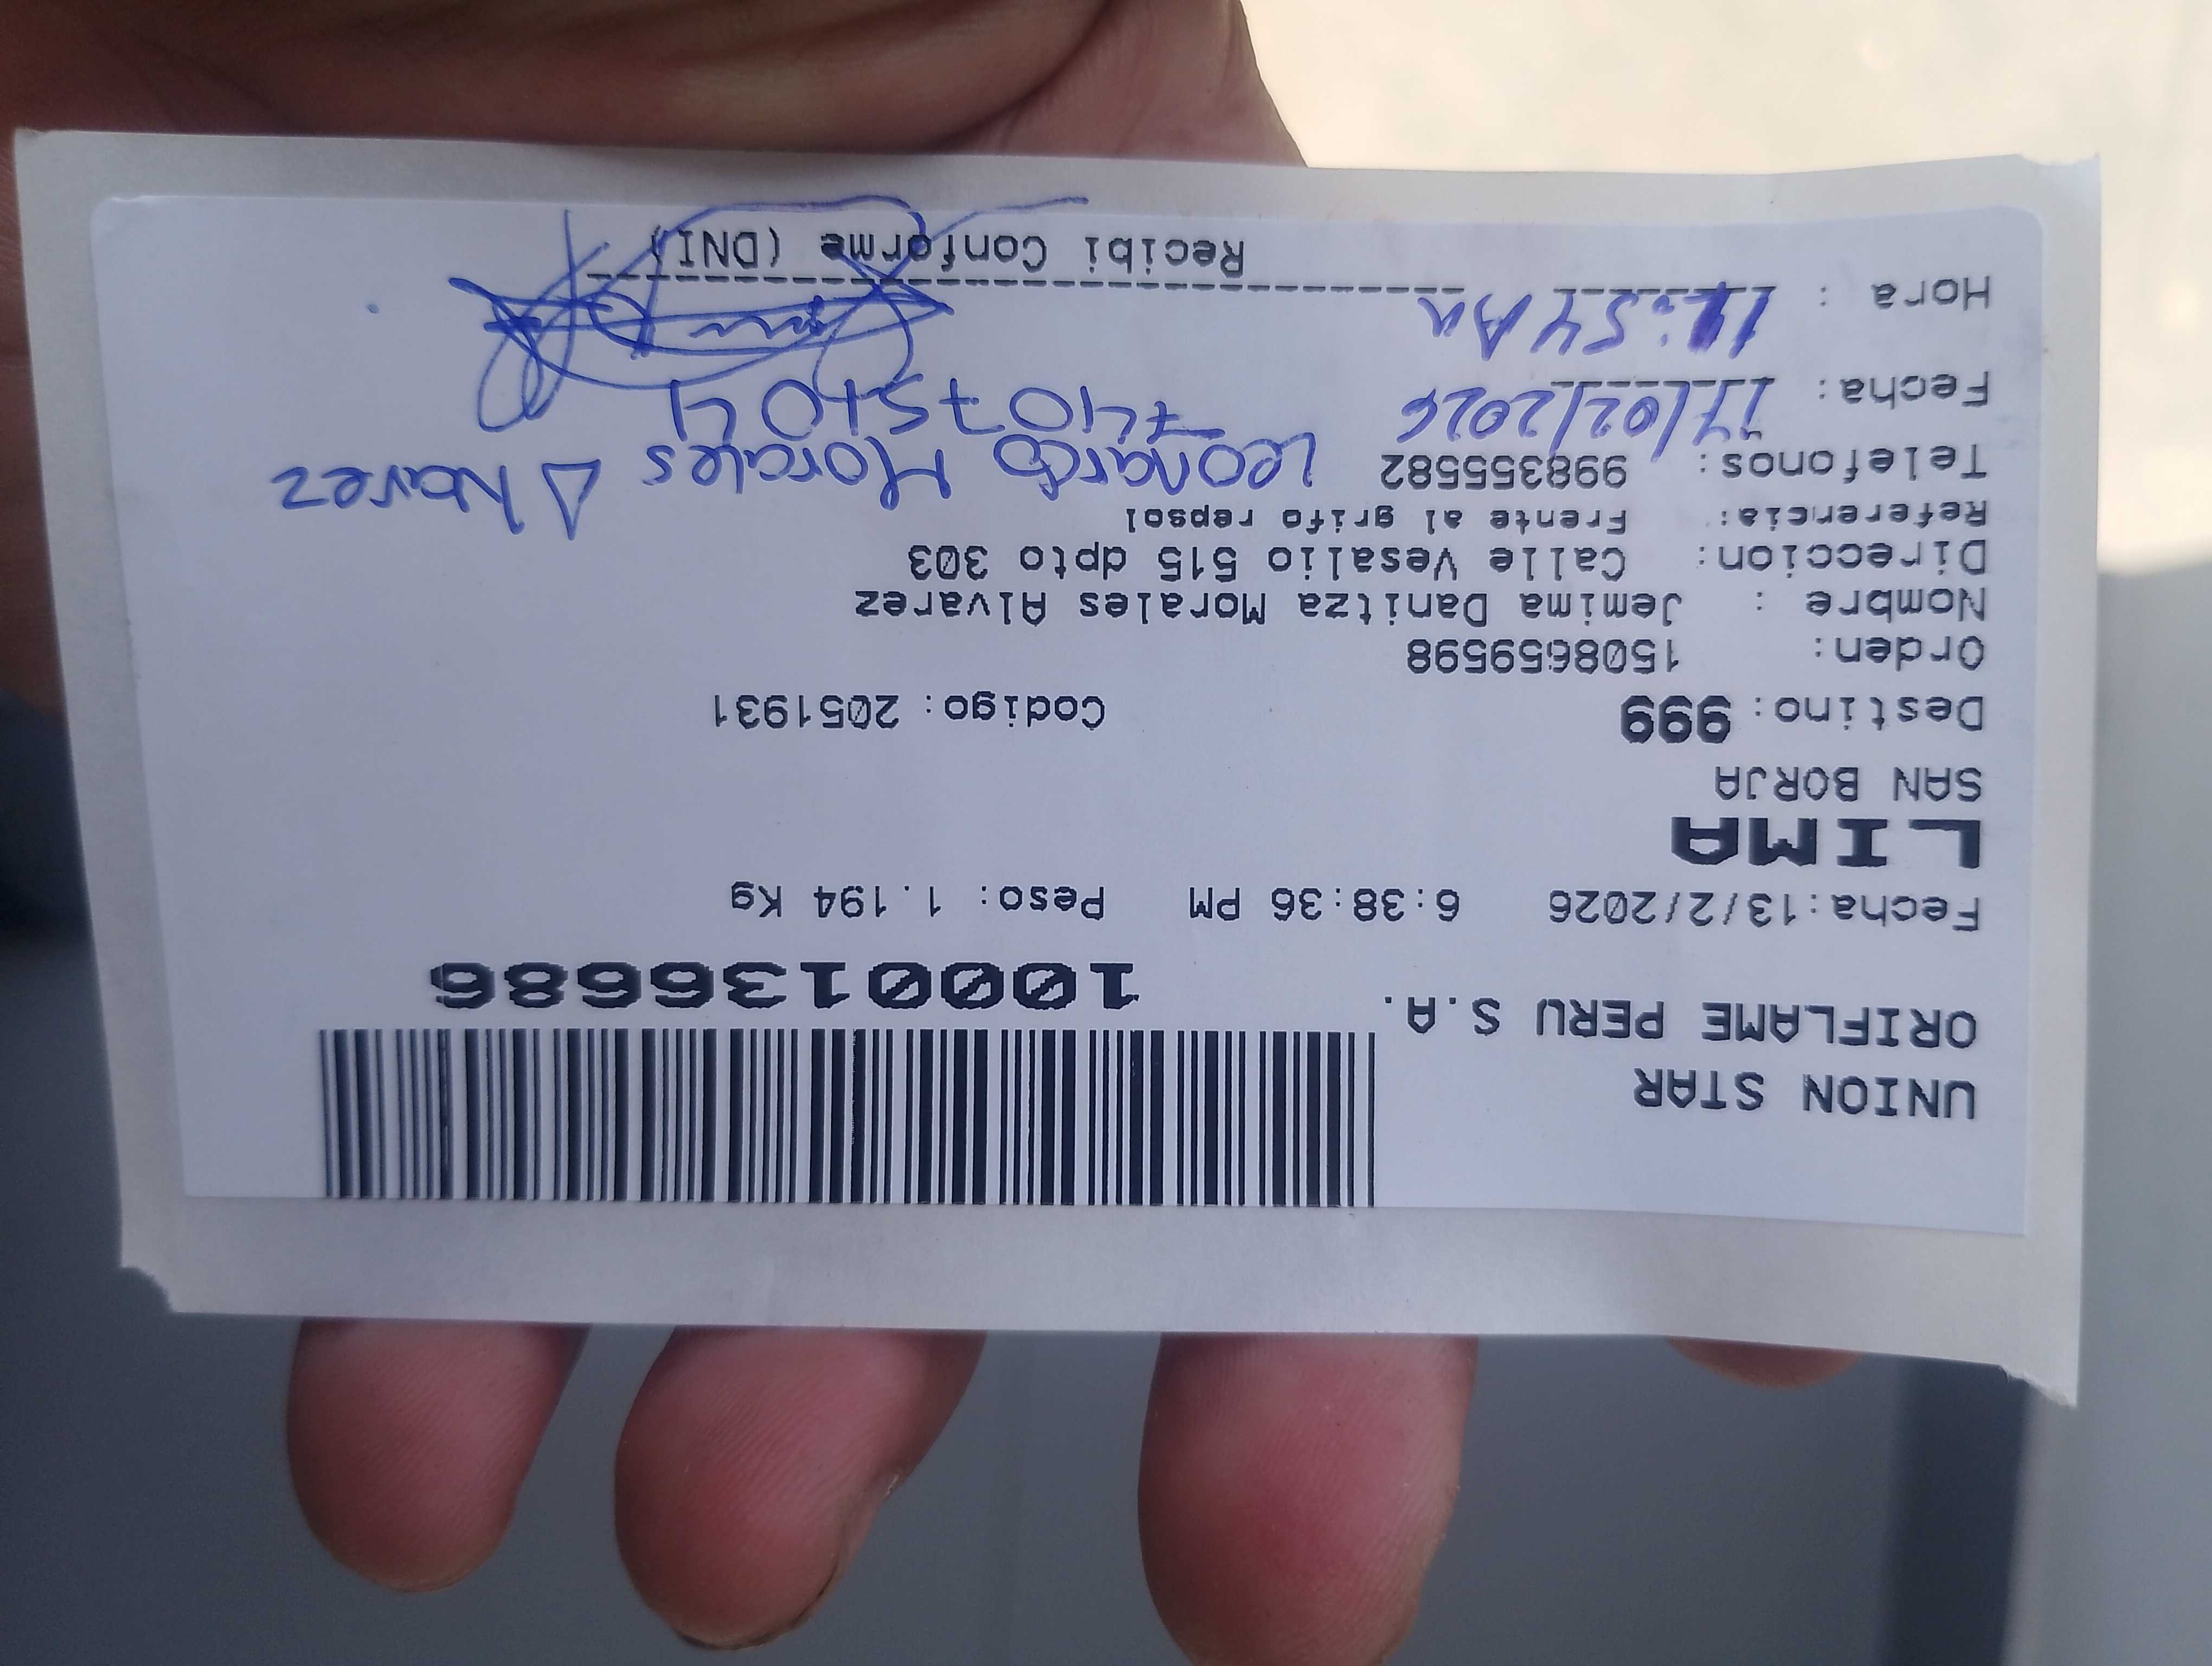 UNION STAR
ORIFLAME PERU S.A.
1000136686
Fecha:13/2/2026 6:38:36 PM Peso: 1.194 Kg
LIMA
SAN BORJA
Destino: 999 Codigo: 2051931
Orden: 1508659598
Nombre : Jemima Danitza Morales Alvarez
Direccion: Calle Vesalio 515 dpto 303
Referencia: Frente al grifo repsol
Telefonos: 998355582
Leonardo Morales Alvarez
Fecha: 17/02/2026
Hora : 11:54 Am
Recibi Conforme (DNI)